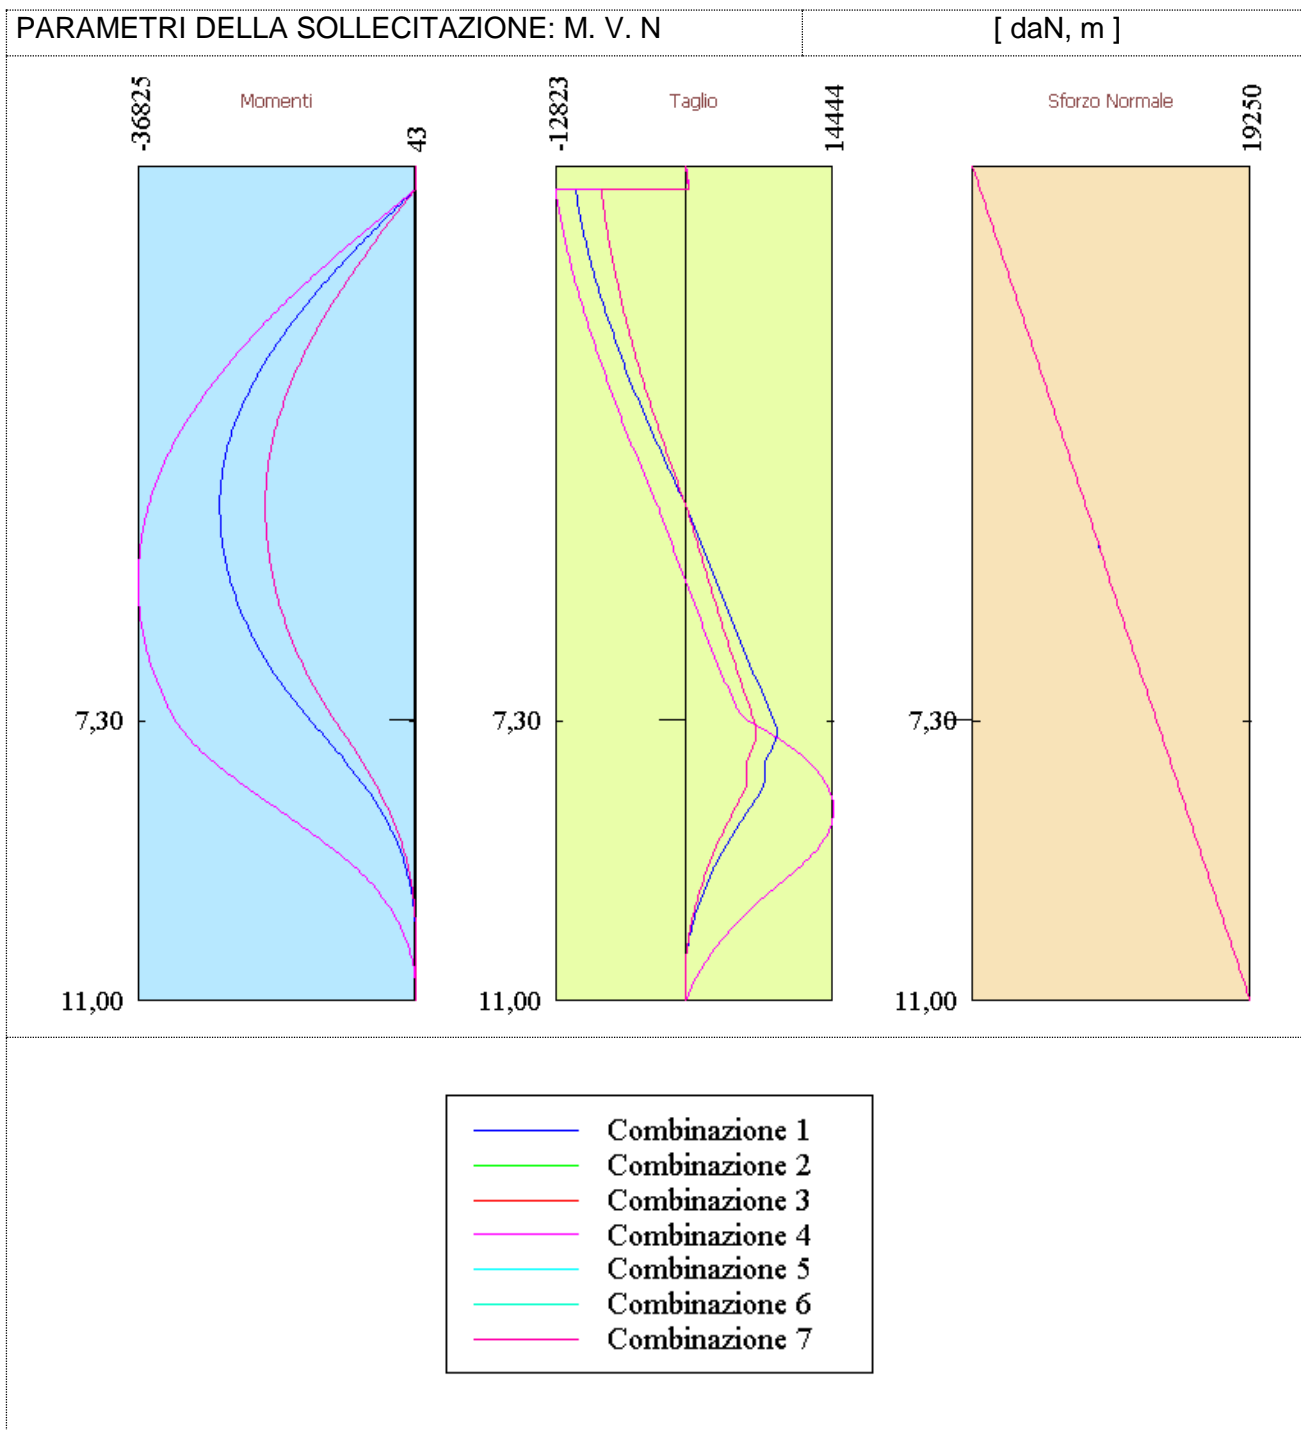 PARAMETRI DELLA SOLLECITAZIONE: M. V. N [ daN, m ]
-36825 Momenti 43 -12823 Taglio 14444 Sforzo Normale 19250
7,30 7,30 7,30
11,00 11,00 11,00
Combinazione 1
Combinazione 2
Combinazione 3
Combinazione 4
Combinazione 5
Combinazione 6
Combinazione 7